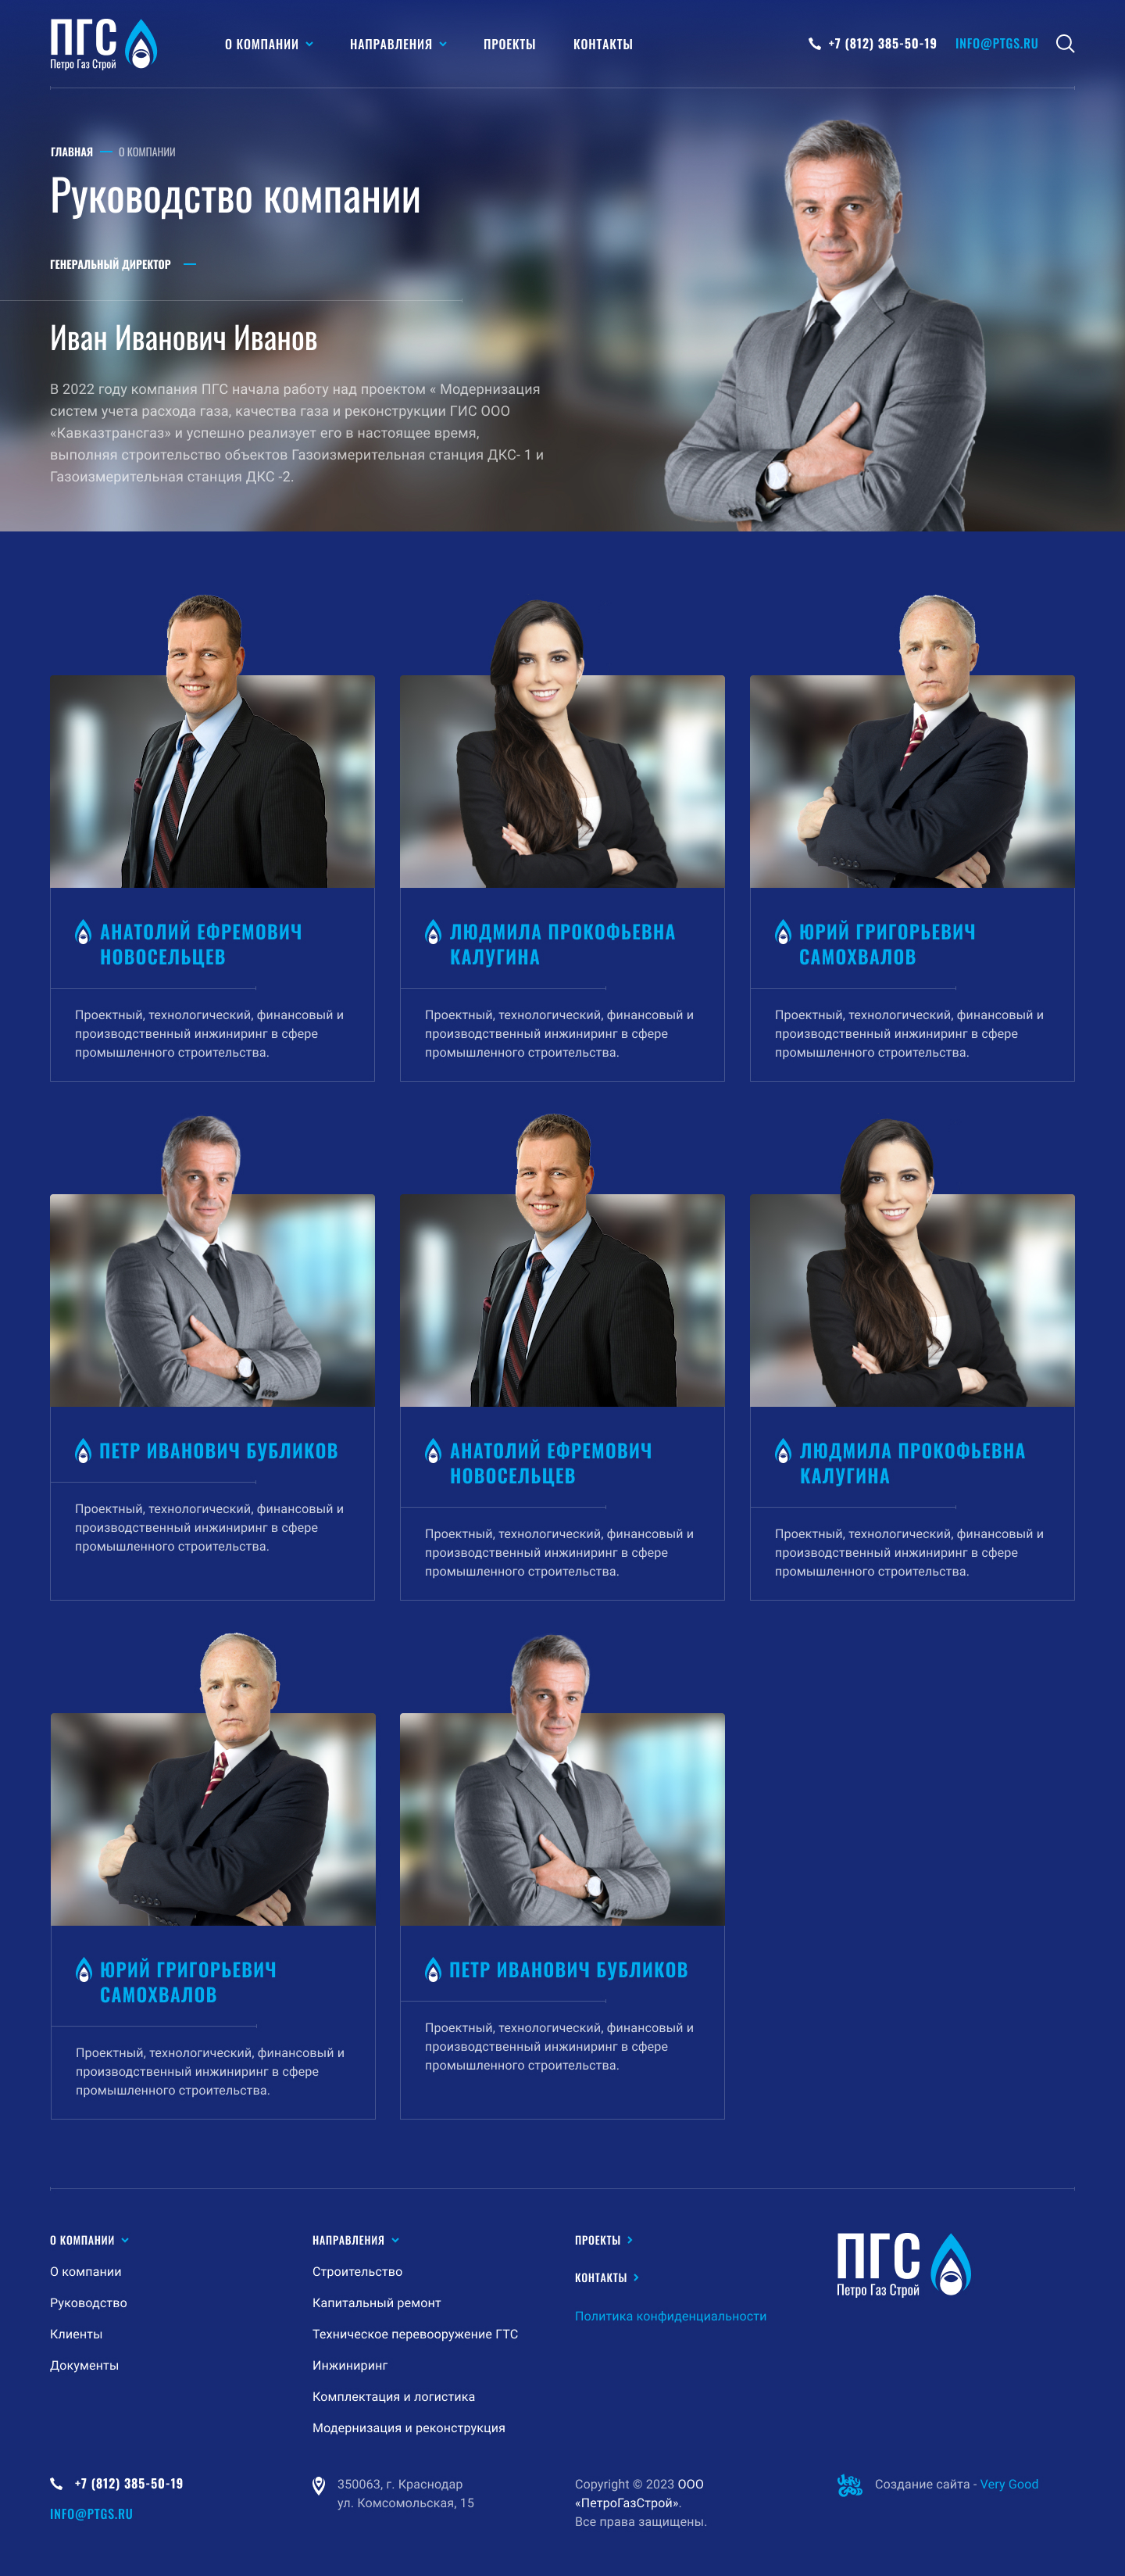 ПГС
Петро Газ Строй
О КОМПАНИИ
НАПРАВЛЕНИЯ
ПРОЕКТЫ
КОНТАКТЫ
+7 (812) 385-50-19
INFO@PTGS.RU
ГЛАВНАЯ — О КОМПАНИИ
Руководство компании
ГЕНЕРАЛЬНЫЙ ДИРЕКТОР —
Иван Иванович Иванов
В 2022 году компания ПГС начала работу над проектом « Модернизация
систем учета расхода газа, качества газа и реконструкции ГИС ООО
«Кавказтрансгаз» и успешно реализует его в настоящее время,
выполняя строительство объектов Газоизмерительная станция ДКС- 1 и
Газоизмерительная станция ДКС -2.
АНАТОЛИЙ ЕФРЕМОВИЧ
НОВОСЕЛЬЦЕВ
Проектный, технологический, финансовый и
производственный инжиниринг в сфере
промышленного строительства.
ЛЮДМИЛА ПРОКОФЬЕВНА
КАЛУГИНА
Проектный, технологический, финансовый и
производственный инжиниринг в сфере
промышленного строительства.
ЮРИЙ ГРИГОРЬЕВИЧ
САМОХВАЛОВ
Проектный, технологический, финансовый и
производственный инжиниринг в сфере
промышленного строительства.
ПЕТР ИВАНОВИЧ БУБЛИКОВ
Проектный, технологический, финансовый и
производственный инжиниринг в сфере
промышленного строительства.
АНАТОЛИЙ ЕФРЕМОВИЧ
НОВОСЕЛЬЦЕВ
Проектный, технологический, финансовый и
производственный инжиниринг в сфере
промышленного строительства.
ЛЮДМИЛА ПРОКОФЬЕВНА
КАЛУГИНА
Проектный, технологический, финансовый и
производственный инжиниринг в сфере
промышленного строительства.
ЮРИЙ ГРИГОРЬЕВИЧ
САМОХВАЛОВ
Проектный, технологический, финансовый и
производственный инжиниринг в сфере
промышленного строительства.
ПЕТР ИВАНОВИЧ БУБЛИКОВ
Проектный, технологический, финансовый и
производственный инжиниринг в сфере
промышленного строительства.
О КОМПАНИИ
О компании
Руководство
Клиенты
Документы
НАПРАВЛЕНИЯ
Строительство
Капитальный ремонт
Техническое перевооружение ГТС
Инжиниринг
Комплектация и логистика
Модернизация и реконструкция
ПРОЕКТЫ
КОНТАКТЫ
Политика конфиденциальности
ПГС
Петро Газ Строй
+7 (812) 385-50-19
INFO@PTGS.RU
350063, г. Краснодар
ул. Комсомольская, 15
Copyright © 2023 ООО
«ПетроГазСтрой».
Все права защищены.
VERY
GOOD
Создание сайта - Very Good